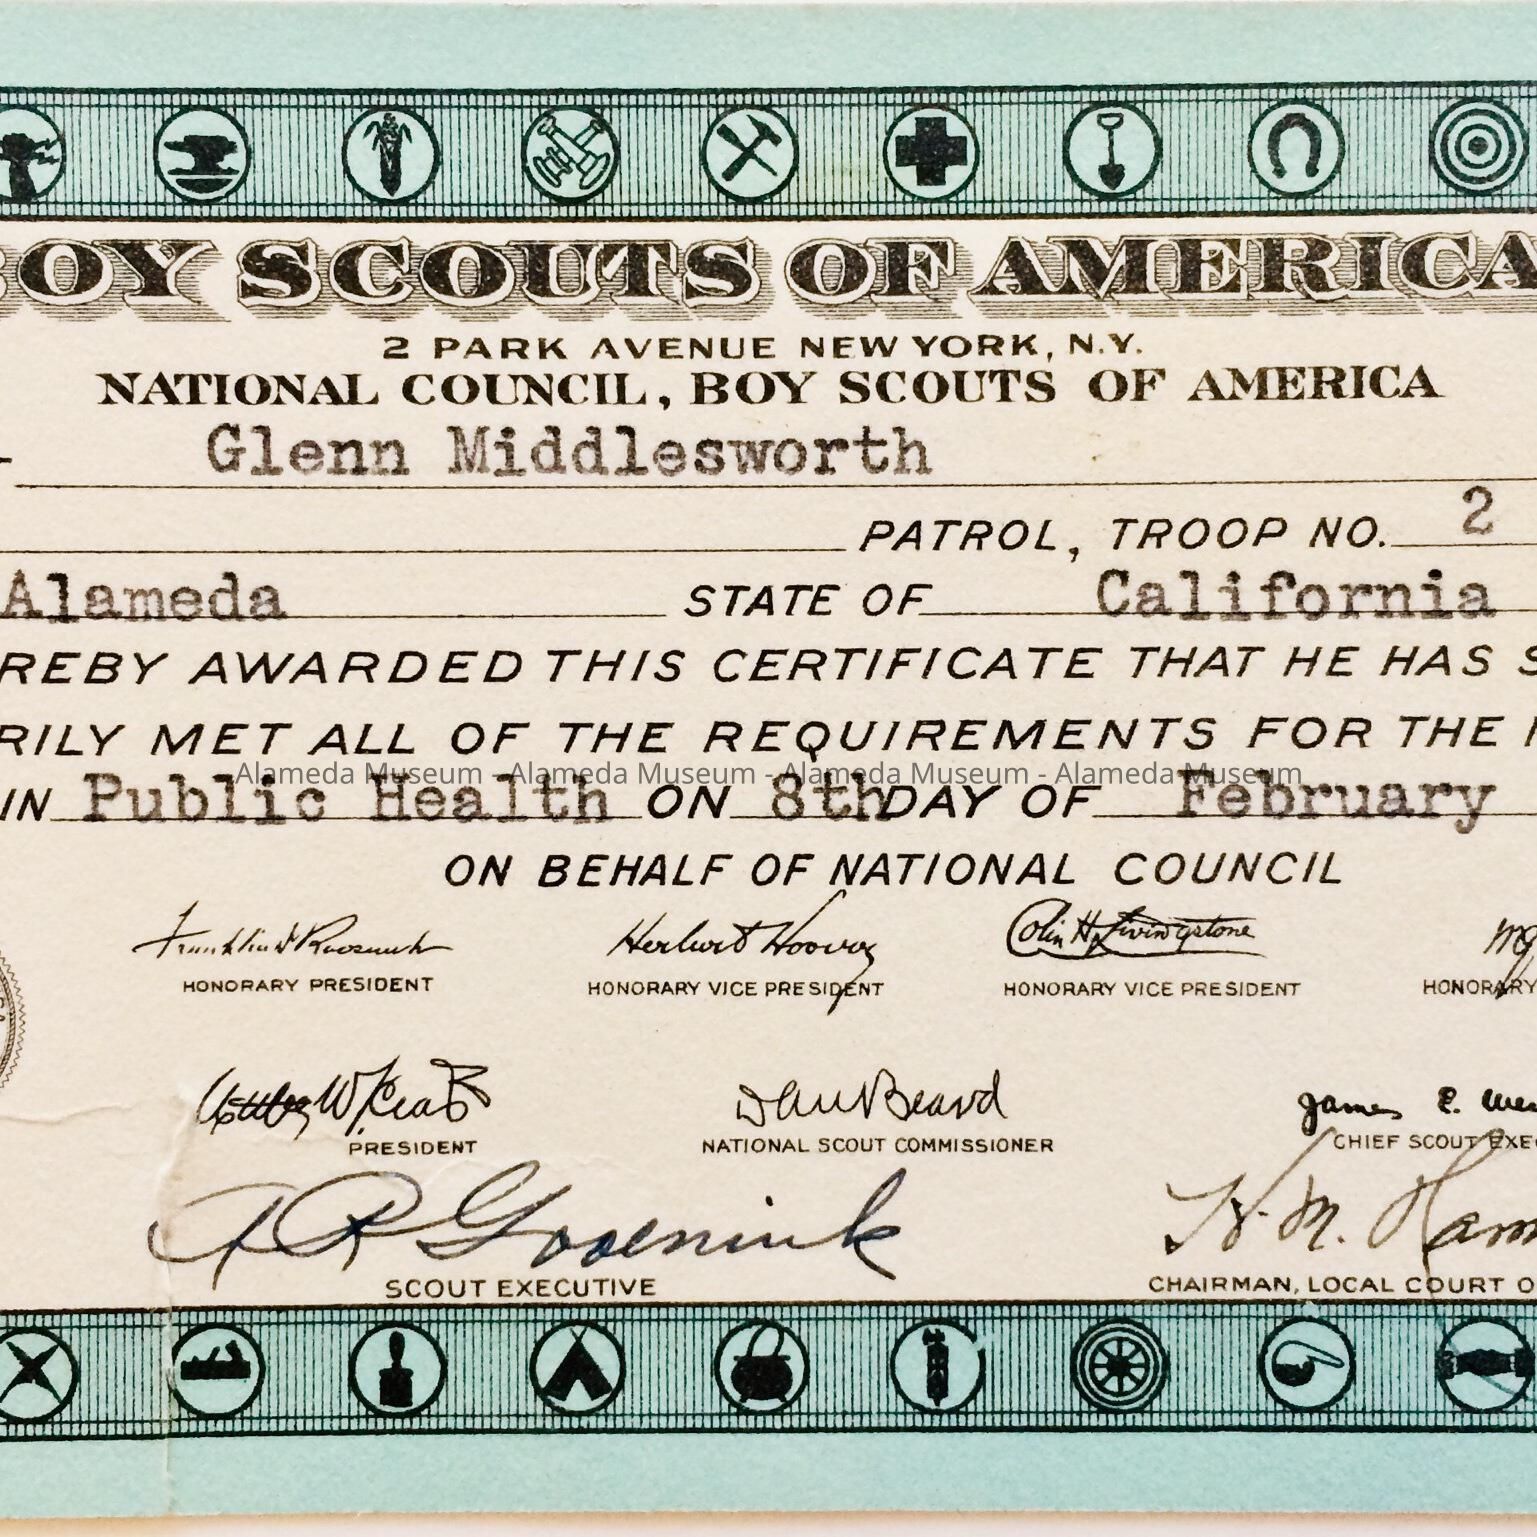 BOY SCOUTS OF AMERICA
2 PARK AVENUE NEW YORK, N.Y.
NATIONAL COUNCIL, BOY SCOUTS OF AMERICA
Glenn Middlesworth
PATROL, TROOP NO. 2
Alameda STATE OF California
REBY AWARDED THIS CERTIFICATE THAT HE HAS S
RILY MET ALL OF THE REQUIREMENTS FOR THE
Alameda Museum - Alameda Museum - Alameda Museum - Alameda Museum
IN Public Health ON 8th DAY OF February
ON BEHALF OF NATIONAL COUNCIL
Franklin D Roosevelt Herbert Hoover Colin H. Livingstone
HONORARY PRESIDENT HONORARY VICE PRESIDENT HONORARY VICE PRESIDENT HONORARY
Dan Beard James E. Wes
PRESIDENT NATIONAL SCOUT COMMISSIONER CHIEF SCOUT EXE
H. M.
SCOUT EXECUTIVE CHAIRMAN, LOCAL COURT O